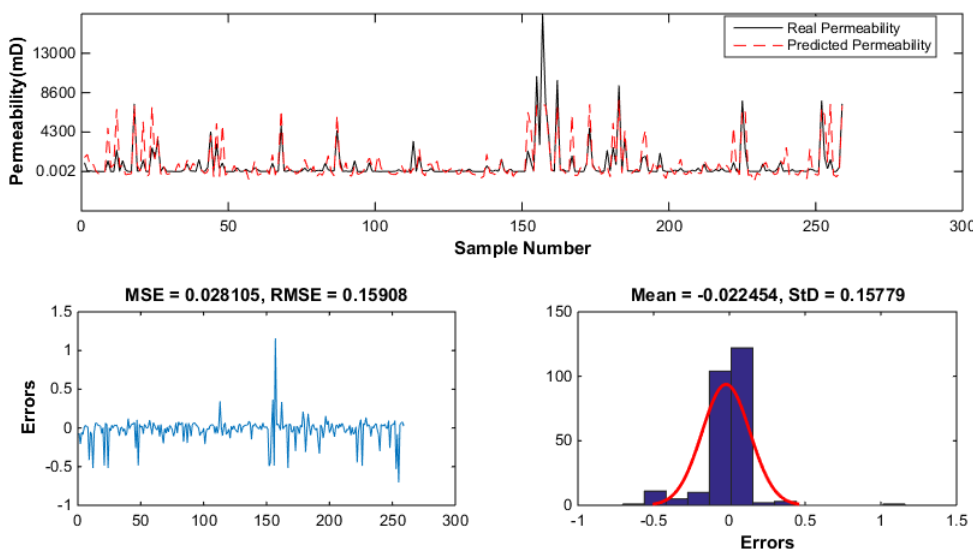 Real Permeability
Predicted Permeability
13000
8600
4300
0.002
Permeability(mD)
0 50 100 150 200 250 300
Sample Number
MSE = 0.028105, RMSE = 0.15908
1.5
1
0.5
0
-0.5
-1
Errors
0 50 100 150 200 250 300
Mean = -0.022454, StD = 0.15779
150
100
50
0
-1 -0.5 0 0.5 1 1.5
Errors